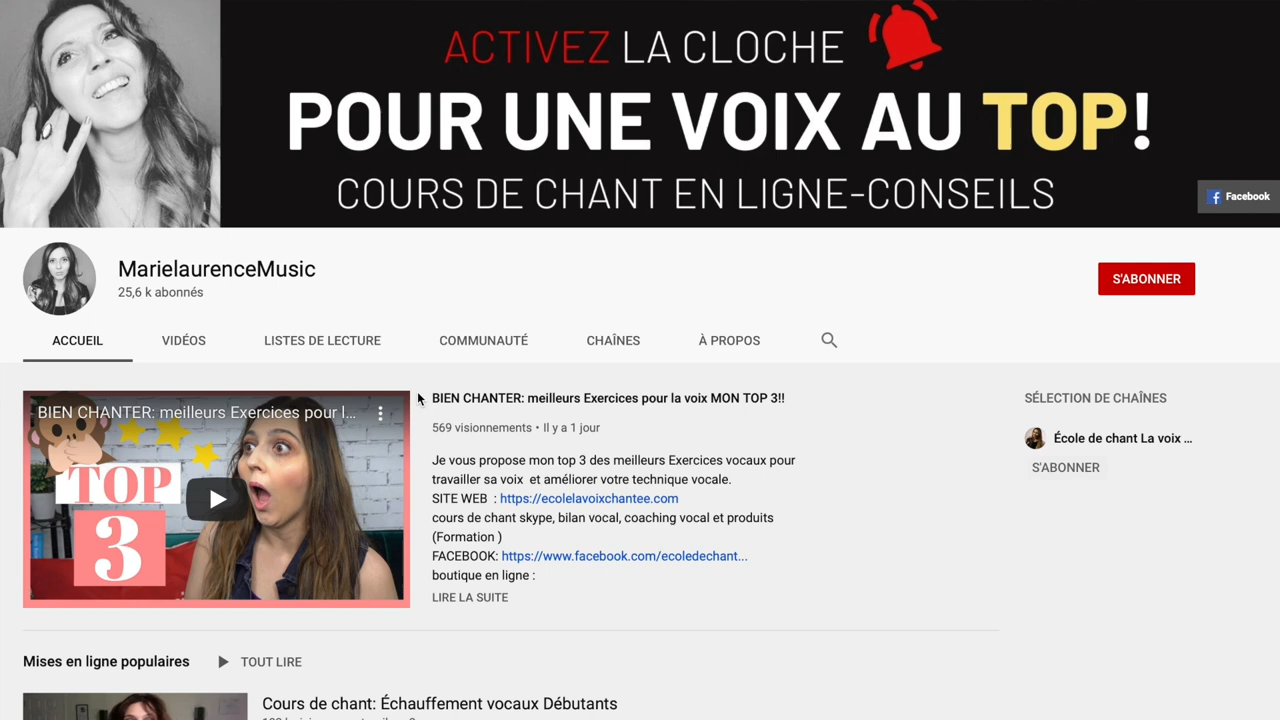 ACTIVEZ LA CLOCHE
POUR UNE VOIX AU TOP!
COURS DE CHANT EN LIGNE-CONSEILS
Facebook
MarielaurenceMusic
25,6 k abonnés
S'ABONNER
ACCUEIL VIDÉOS LISTES DE LECTURE COMMUNAUTÉ CHAÎNES À PROPOS
BIEN CHANTER: meilleurs Exercices pour l...
TOP
3
BIEN CHANTER: meilleurs Exercices pour la voix MON TOP 3!!
569 visionnements • Il y a 1 jour
Je vous propose mon top 3 des meilleurs Exercices vocaux pour
travailler sa voix et améliorer votre technique vocale.
SITE WEB : https://ecolelavoixchantee.com
cours de chant skype, bilan vocal, coaching vocal et produits
(Formation )
FACEBOOK: https://www.facebook.com/ecoledechant...
boutique en ligne :
LIRE LA SUITE
SÉLECTION DE CHAÎNES
École de chant La voix ...
S'ABONNER
Mises en ligne populaires TOUT LIRE
Cours de chant: Échauffement vocaux Débutants